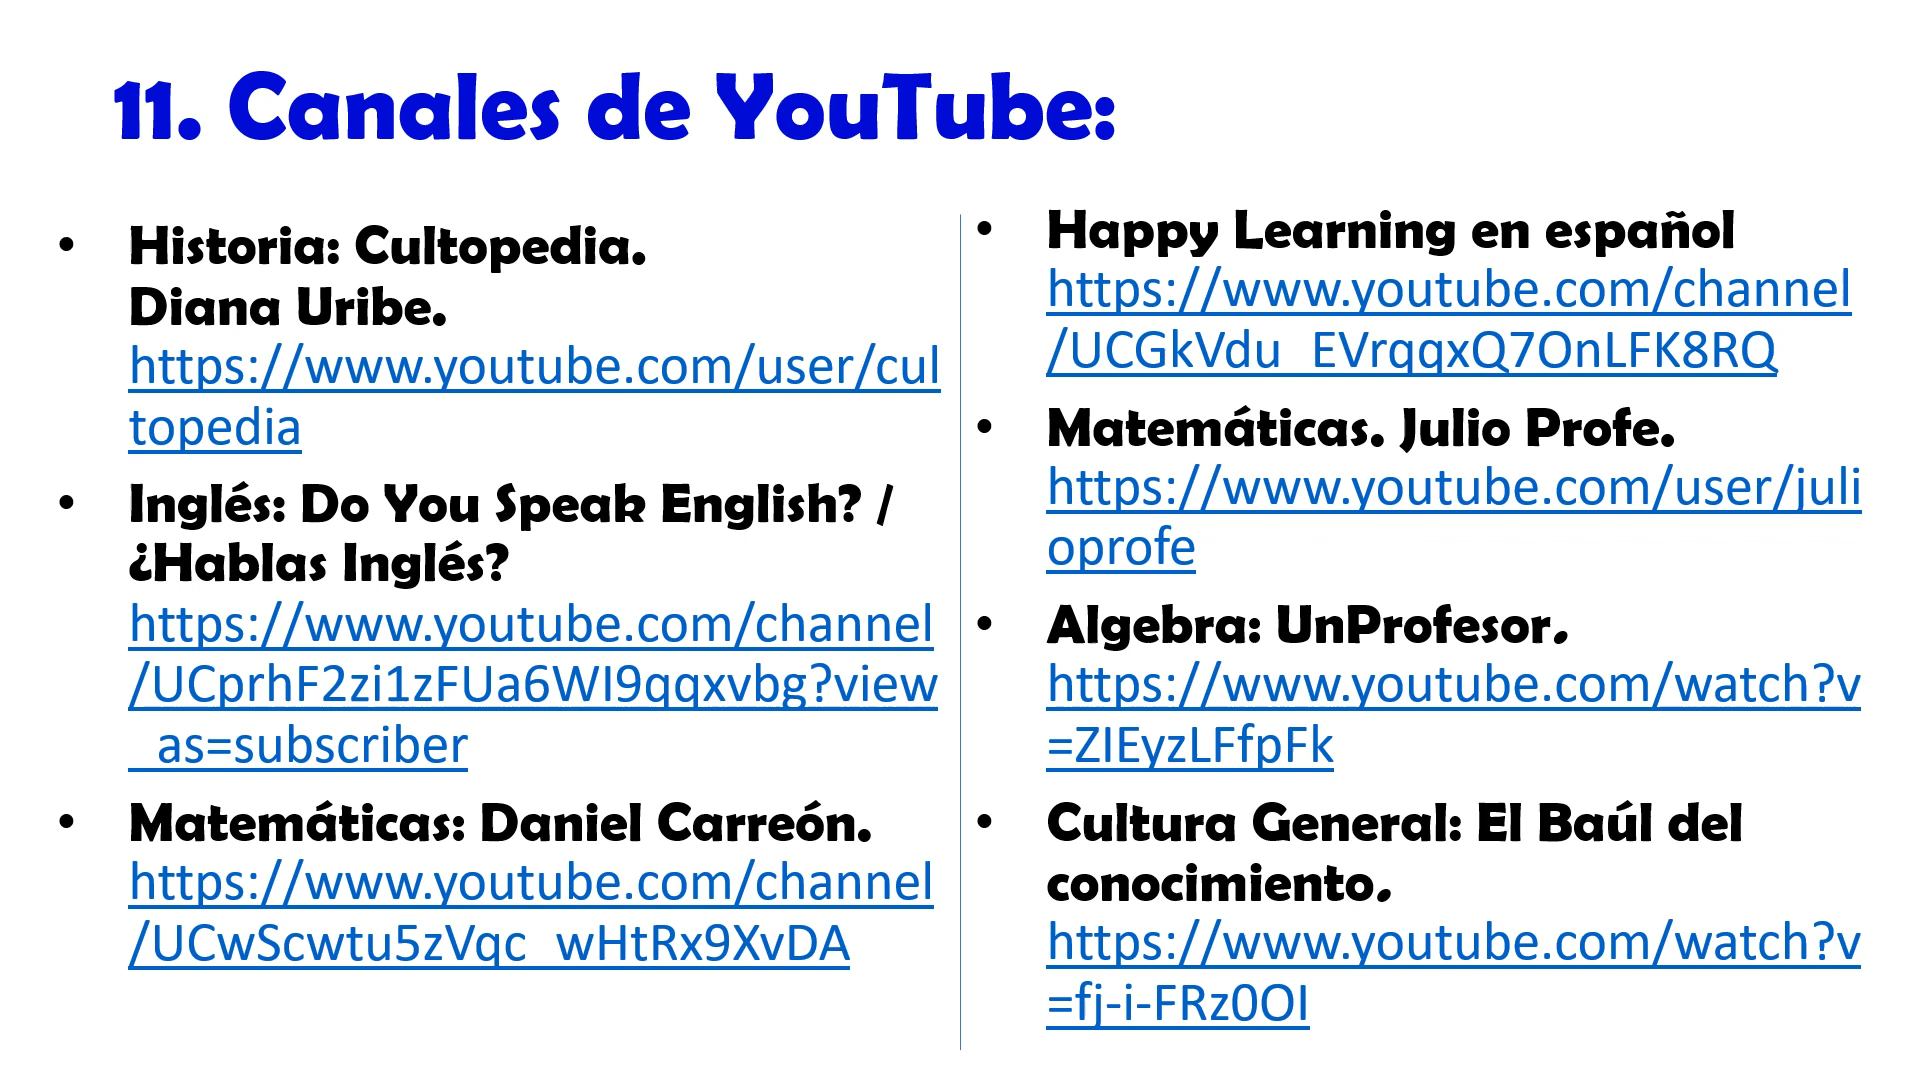 11. Canales de YouTube:
• Historia: Cultopedia.
Diana Uribe.
https://www.youtube.com/user/cul
topedia
• Inglés: Do You Speak English? /
¿Hablas Inglés?
https://www.youtube.com/channel
/UCprhF2zi1zFUa6WI9qqxvbg?view
_as=subscriber
• Matemáticas: Daniel Carreón.
https://www.youtube.com/channel
/UCwScwtu5zVqc_wHtRx9XvDA
• Happy Learning en español
https://www.youtube.com/channel
/UCGkVdu_EVrqqxQ7OnLFK8RQ
• Matemáticas. Julio Profe.
https://www.youtube.com/user/juli
oprofe
• Algebra: UnProfesor.
https://www.youtube.com/watch?v
=ZIEyzLFfpFk
• Cultura General: El Baúl del
conocimiento.
https://www.youtube.com/watch?v
=fj-i-FRz0OI